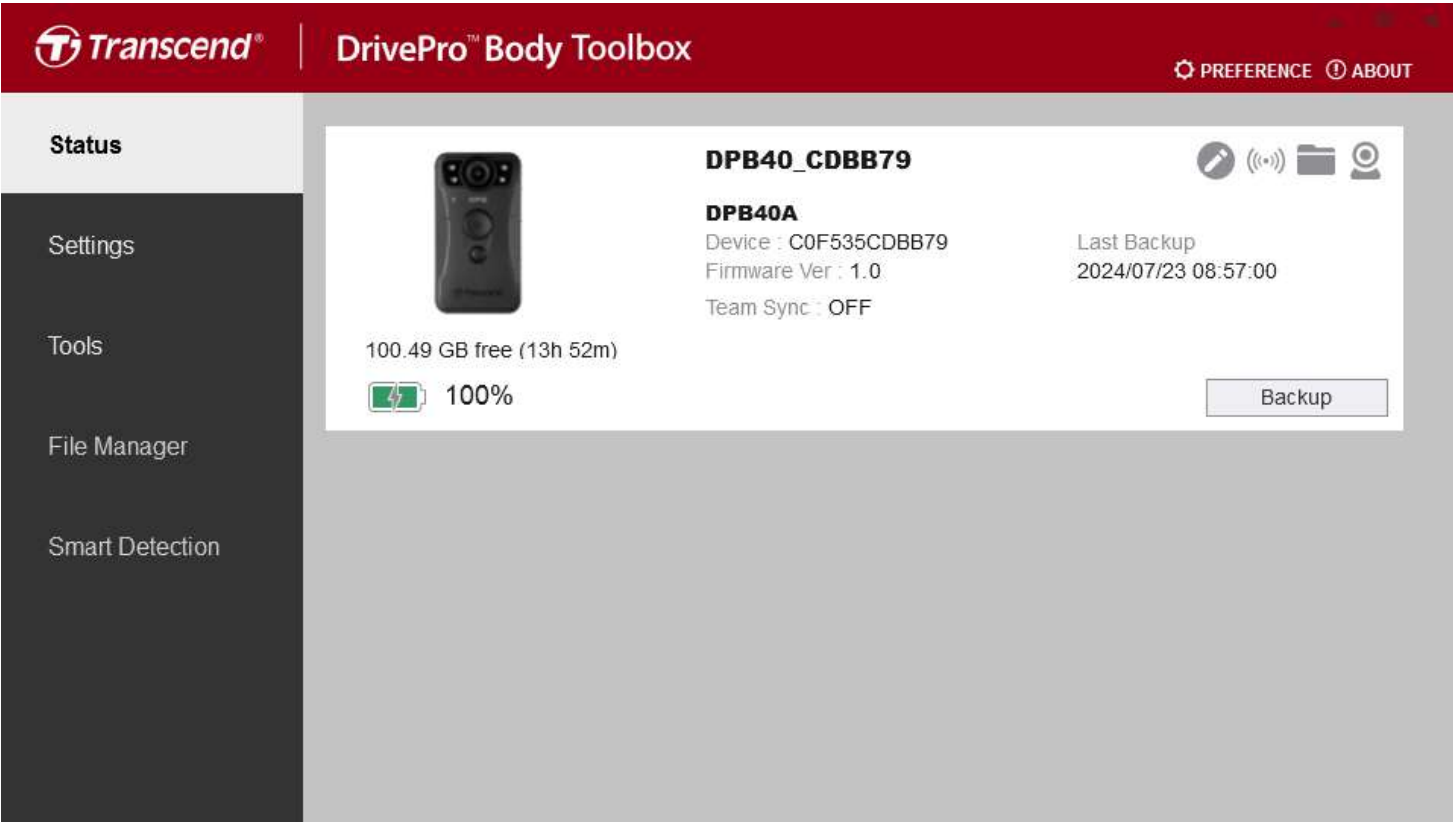 Transcend®
DrivePro™ Body Toolbox
PREFERENCE ABOUT
Status
Settings
Tools
File Manager
Smart Detection
DPB40_CDBB79
DPB40A
Device : C0F535CDBB79
Firmware Ver : 1.0
Team Sync : OFF
Last Backup
2024/07/23 08:57:00
100.49 GB free (13h 52m)
100%
Backup